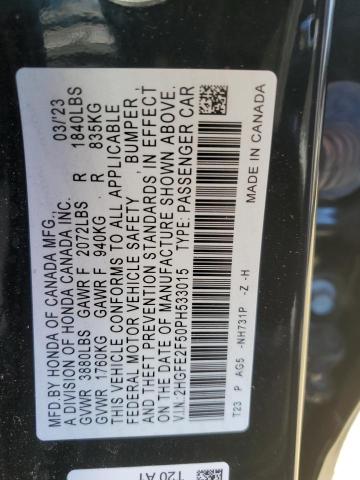 MFD.BY HONDA OF CANADA MFG., 03/'23
A DIVISION OF HONDA CANADA INC.
GVWR 3880LBS GAWR F 2072LBS R 1840LBS
GVWR 1760KG GAWR F 940KG R 835KG
THIS VEHICLE CONFORMS TO ALL APPLICABLE
FEDERAL MOTOR VEHICLE SAFETY, BUMPER,
AND THEFT PREVENTION STANDARDS IN EFFECT
ON THE DATE OF MANUFACTURE SHOWN ABOVE.
V.I.N.:2HGFE2F50PH533015 TYPE: PASSENGER CAR
T23 P AG5 -NH731P -Z -H
MADE IN CANADA
120 A1